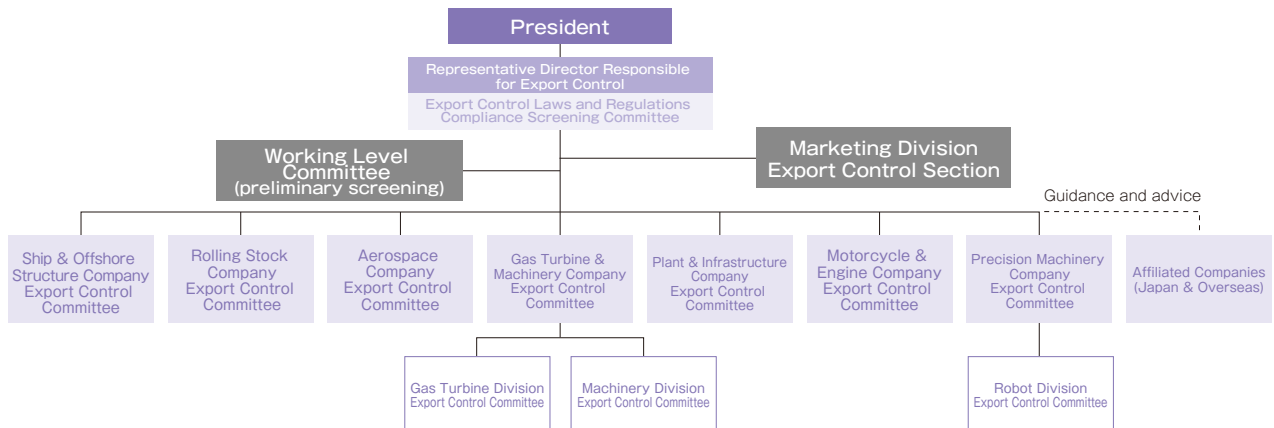 President
Representative Director Responsible
for Export Control
Export Control Laws and Regulations
Compliance Screening Committee
Working Level
Committee
(preliminary screening)
Marketing Division
Export Control Section
Guidance and advice
Ship & Offshore
Structure Company
Export Control
Committee
Rolling Stock
Company
Export Control
Committee
Aerospace
Company
Export Control
Committee
Gas Turbine &
Machinery Company
Export Control
Committee
Plant & Infrastructure
Company
Export Control
Committee
Motorcycle &
Engine Company
Export Control
Committee
Precision Machinery
Company
Export Control
Committee
Affiliated Companies
(Japan & Overseas)
Gas Turbine Division
Export Control Committee
Machinery Division
Export Control Committee
Robot Division
Export Control Committee